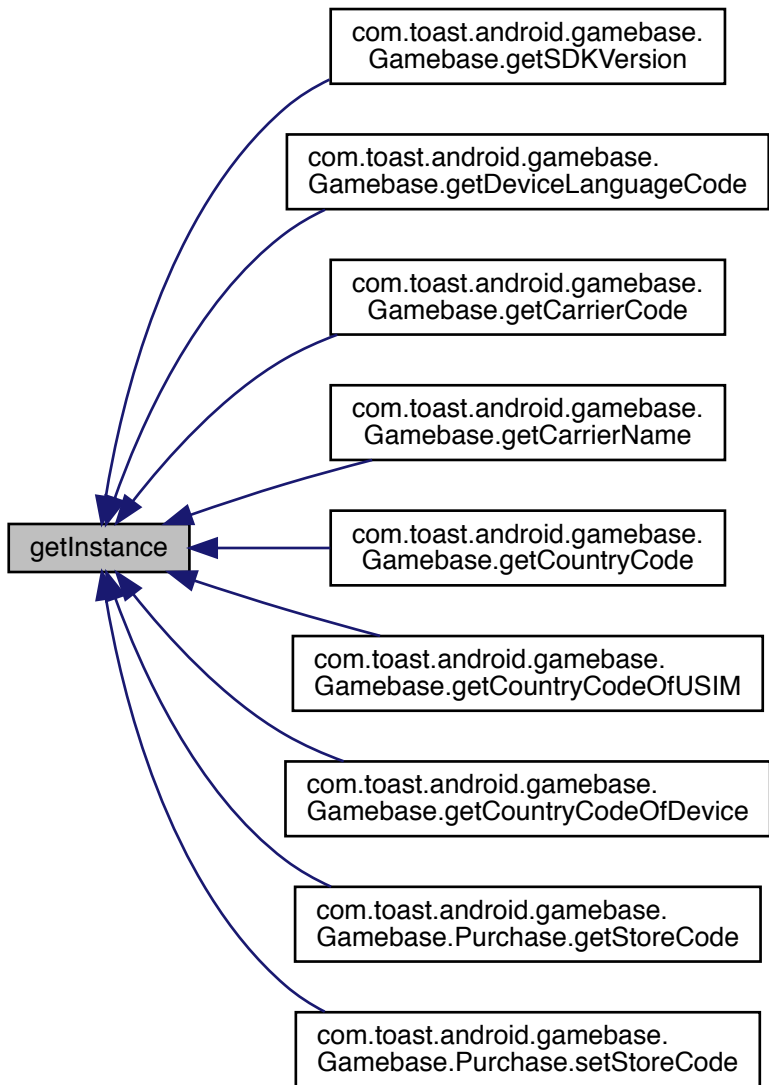 com.toast.android.gamebase.
Gamebase.getSDKVersion
com.toast.android.gamebase.
Gamebase.getDeviceLanguageCode
com.toast.android.gamebase.
Gamebase.getCarrierCode
com.toast.android.gamebase.
Gamebase.getCarrierName
getInstance
com.toast.android.gamebase.
Gamebase.getCountryCode
com.toast.android.gamebase.
Gamebase.getCountryCodeOfUSIM
com.toast.android.gamebase.
Gamebase.getCountryCodeOfDevice
com.toast.android.gamebase.
Gamebase.Purchase.getStoreCode
com.toast.android.gamebase.
Gamebase.Purchase.setStoreCode